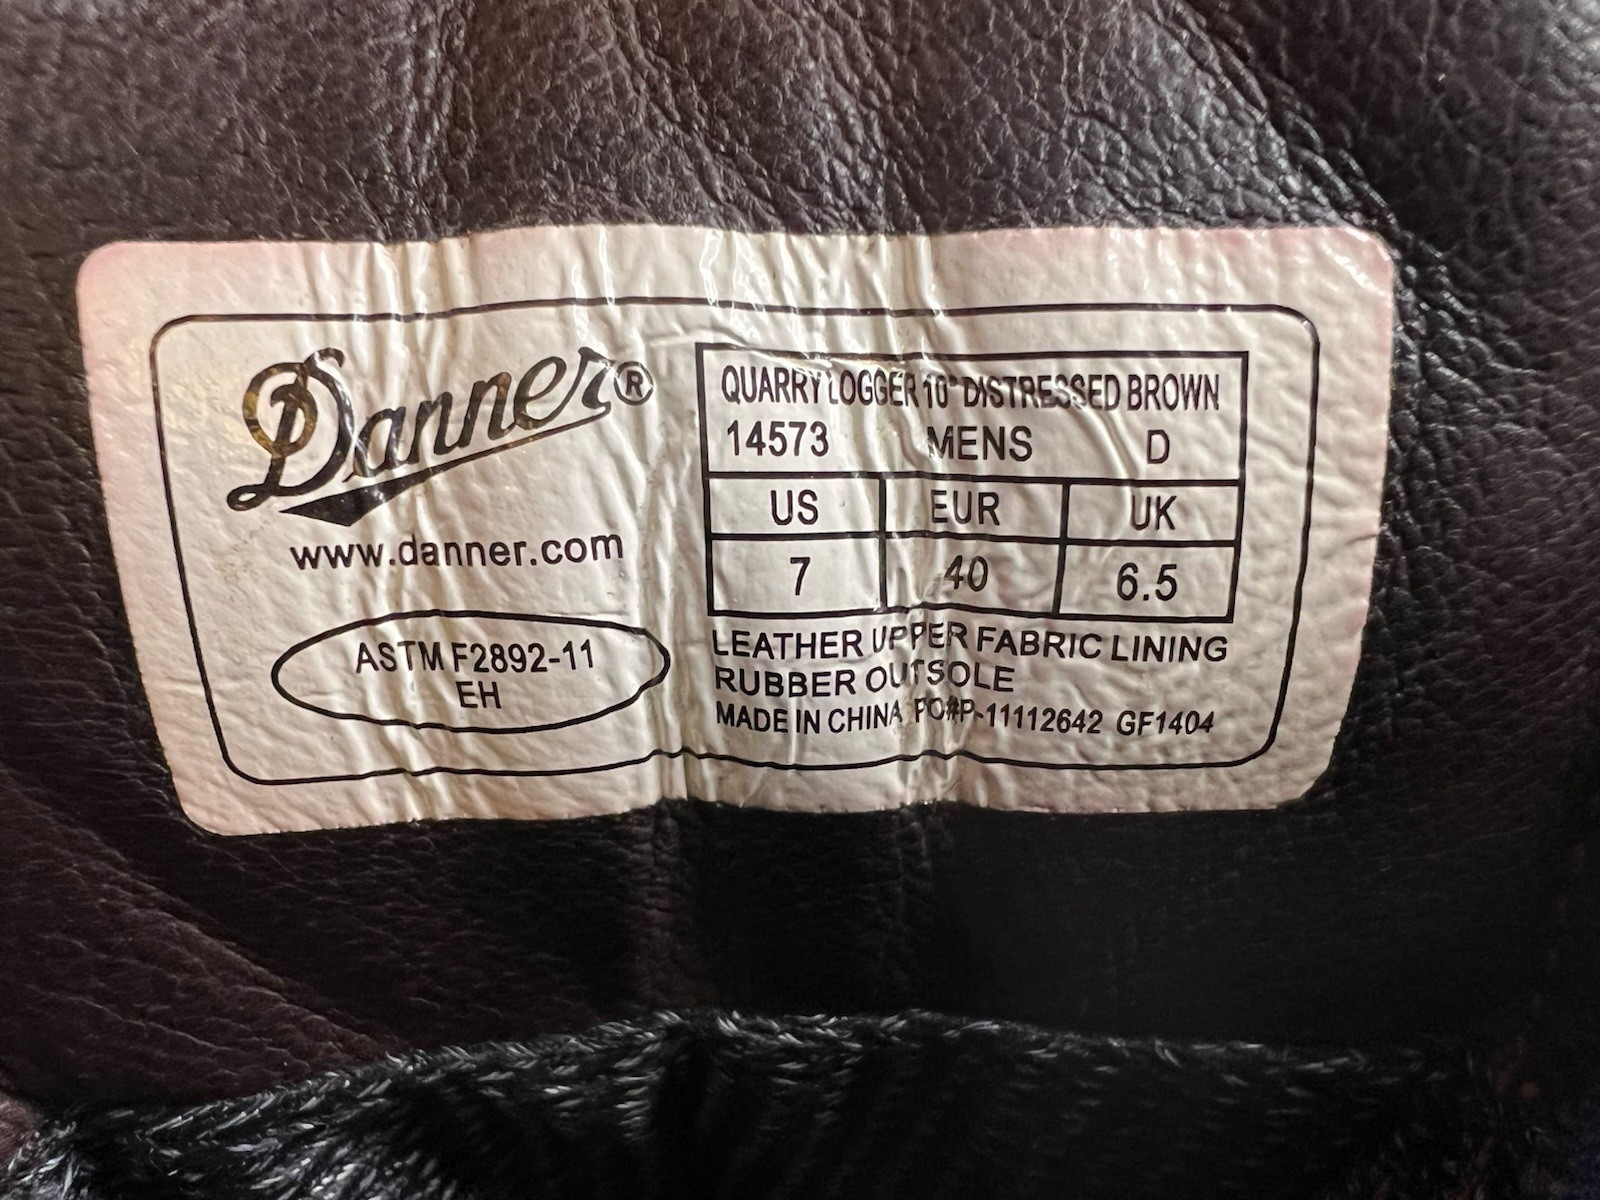 Danner®
www.danner.com
ASTM F2892-11
EH
QUARRY LOGGER 10" DISTRESSED BROWN
14573 MENS D
US EUR UK
7 40 6.5
LEATHER UPPER FABRIC LINING
RUBBER OUTSOLE
MADE IN CHINA PO#P-11112642 GF1404